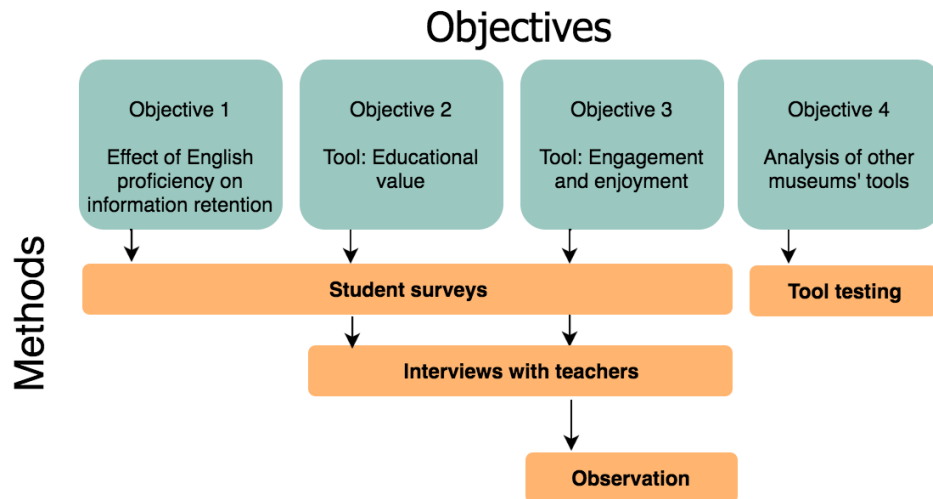 Objectives
Objective 1
Effect of English
proficiency on
information retention
Objective 2
Tool: Educational
value
Objective 3
Tool: Engagement
and enjoyment
Objective 4
Analysis of other
museums' tools
Methods
Student surveys
Tool testing
Interviews with teachers
Observation